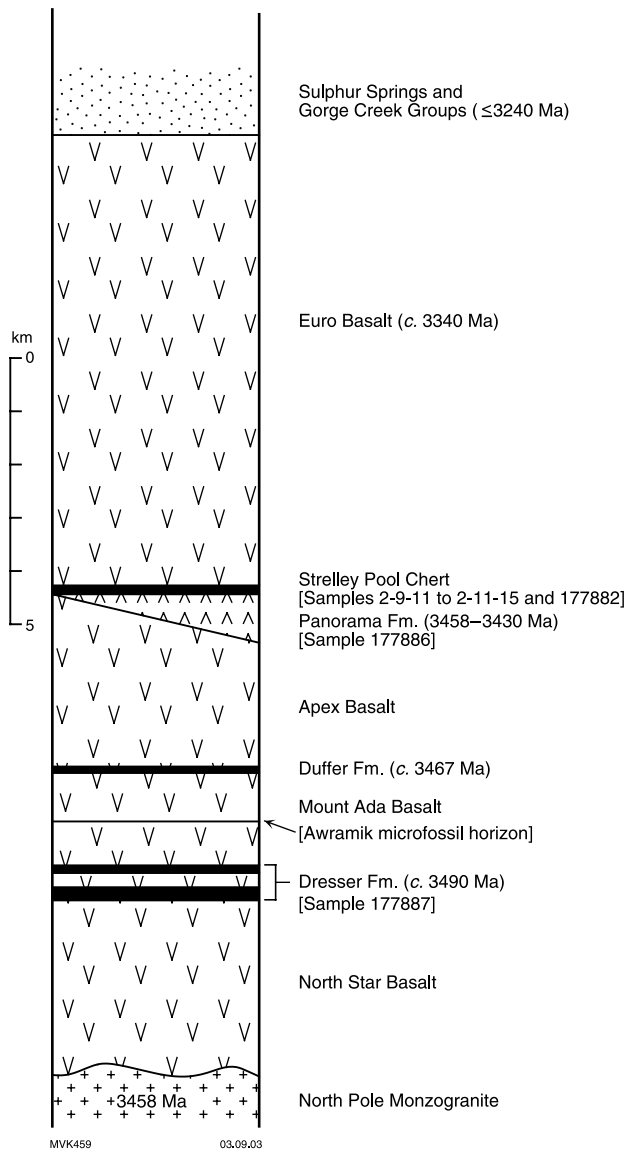 Sulphur Springs and
Gorge Creek Groups (≤3240 Ma)
Euro Basalt (c. 3340 Ma)
km
0
5
Strelley Pool Chert
[Samples 2-9-11 to 2-11-15 and 177882]
Panorama Fm. (3458–3430 Ma)
[Sample 177886]
Apex Basalt
Duffer Fm. (c. 3467 Ma)
Mount Ada Basalt
[Awramik microfossil horizon]
Dresser Fm. (c. 3490 Ma)
[Sample 177887]
North Star Basalt
3458 Ma
North Pole Monzogranite
MVK459
03.09.03